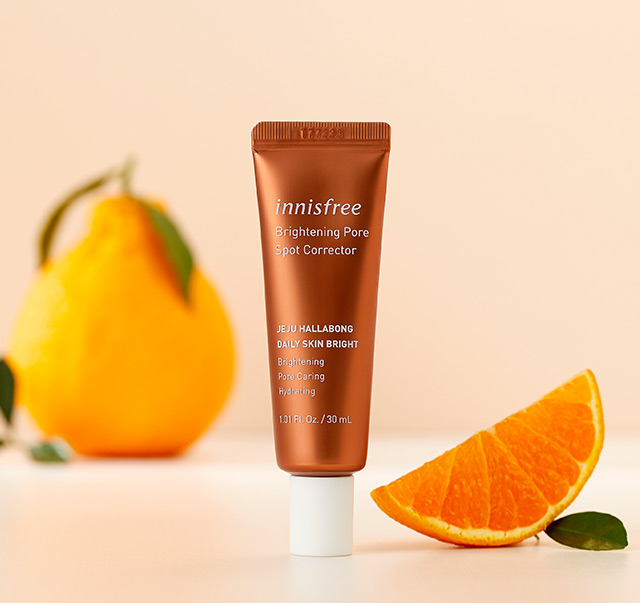 innisfree
Brightening Pore
Spot Corrector
JEJU HALLABONG
DAILY SKIN BRIGHT
Brightening
Pore Caring
Hydrating
1.01 Fl. Oz. / 30 mL